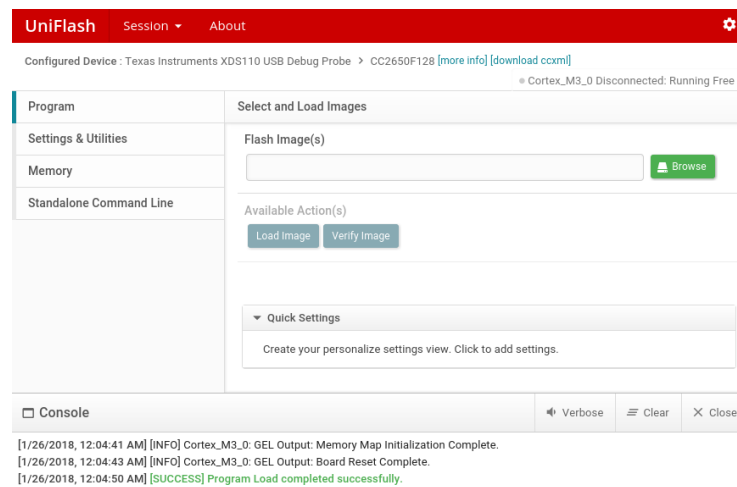 UniFlash Session About
Configured Device : Texas Instruments XDS110 USB Debug Probe > CC2650F128 [more info] [download ccxml]
Cortex_M3_0 Disconnected: Running Free
Program
Settings & Utilities
Memory
Standalone Command Line
Select and Load Images
Flash Image(s)
Browse
Available Action(s)
Load Image Verify Image
Quick Settings
Create your personalize settings view. Click to add settings.
Console Verbose Clear Close
[1/26/2018, 12:04:41 AM] [INFO] Cortex_M3_0: GEL Output: Memory Map Initialization Complete.
[1/26/2018, 12:04:43 AM] [INFO] Cortex_M3_0: GEL Output: Board Reset Complete.
[1/26/2018, 12:04:50 AM] [SUCCESS] Program Load completed successfully.